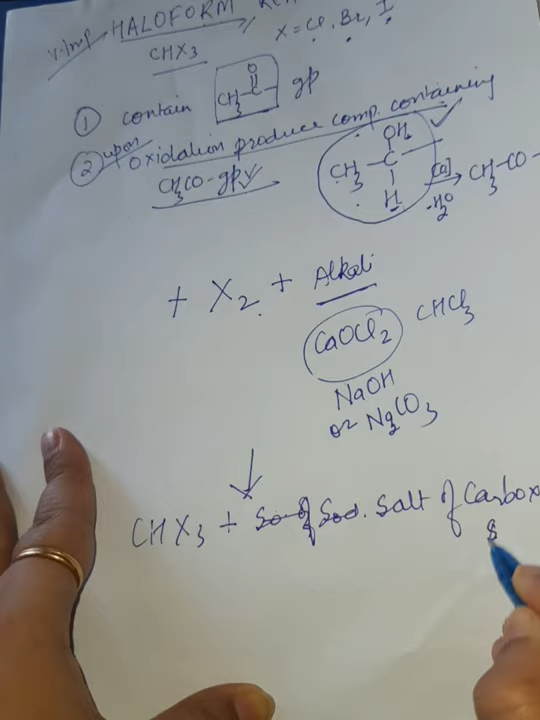 V.Imp HALOFORM
X = Cl, Br, I
CHX3
① contain CH3-C- gp
O
② upon Oxidation produce comp. containing
CH3CO-gp ✓
OH
CH3-C-
H
[O]
-H2O
CH3-CO-
+ X2 + Alkali
CaOCl2 CHCl3
NaOH
or Na2CO3
CHX3 + Sod. Salt of Carbox